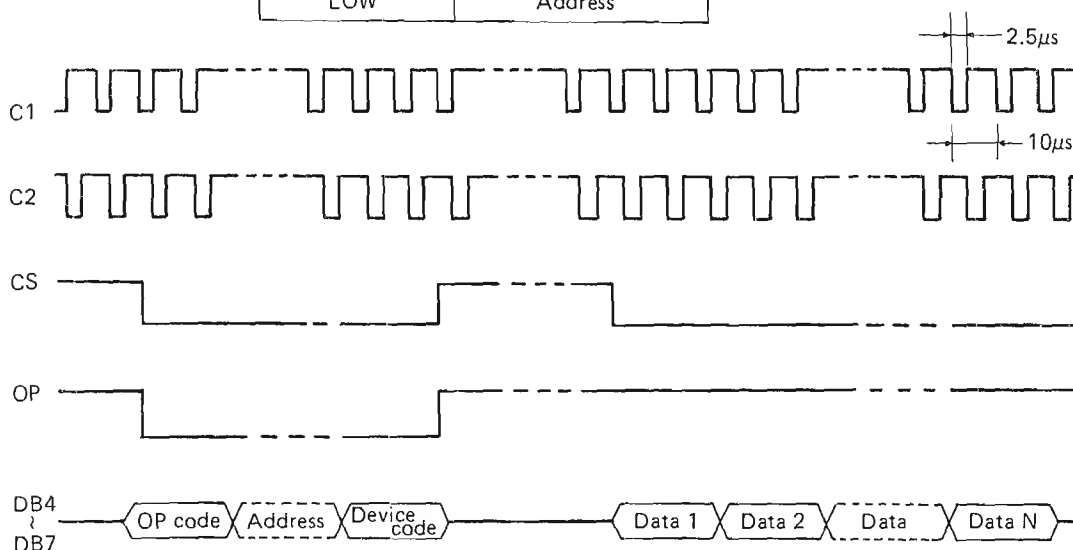 LOW Address
2.5μs
C1
10μs
C2
CS
OP
DB4
~
DB7
OP code Address Device code Data 1 Data 2 Data Data N